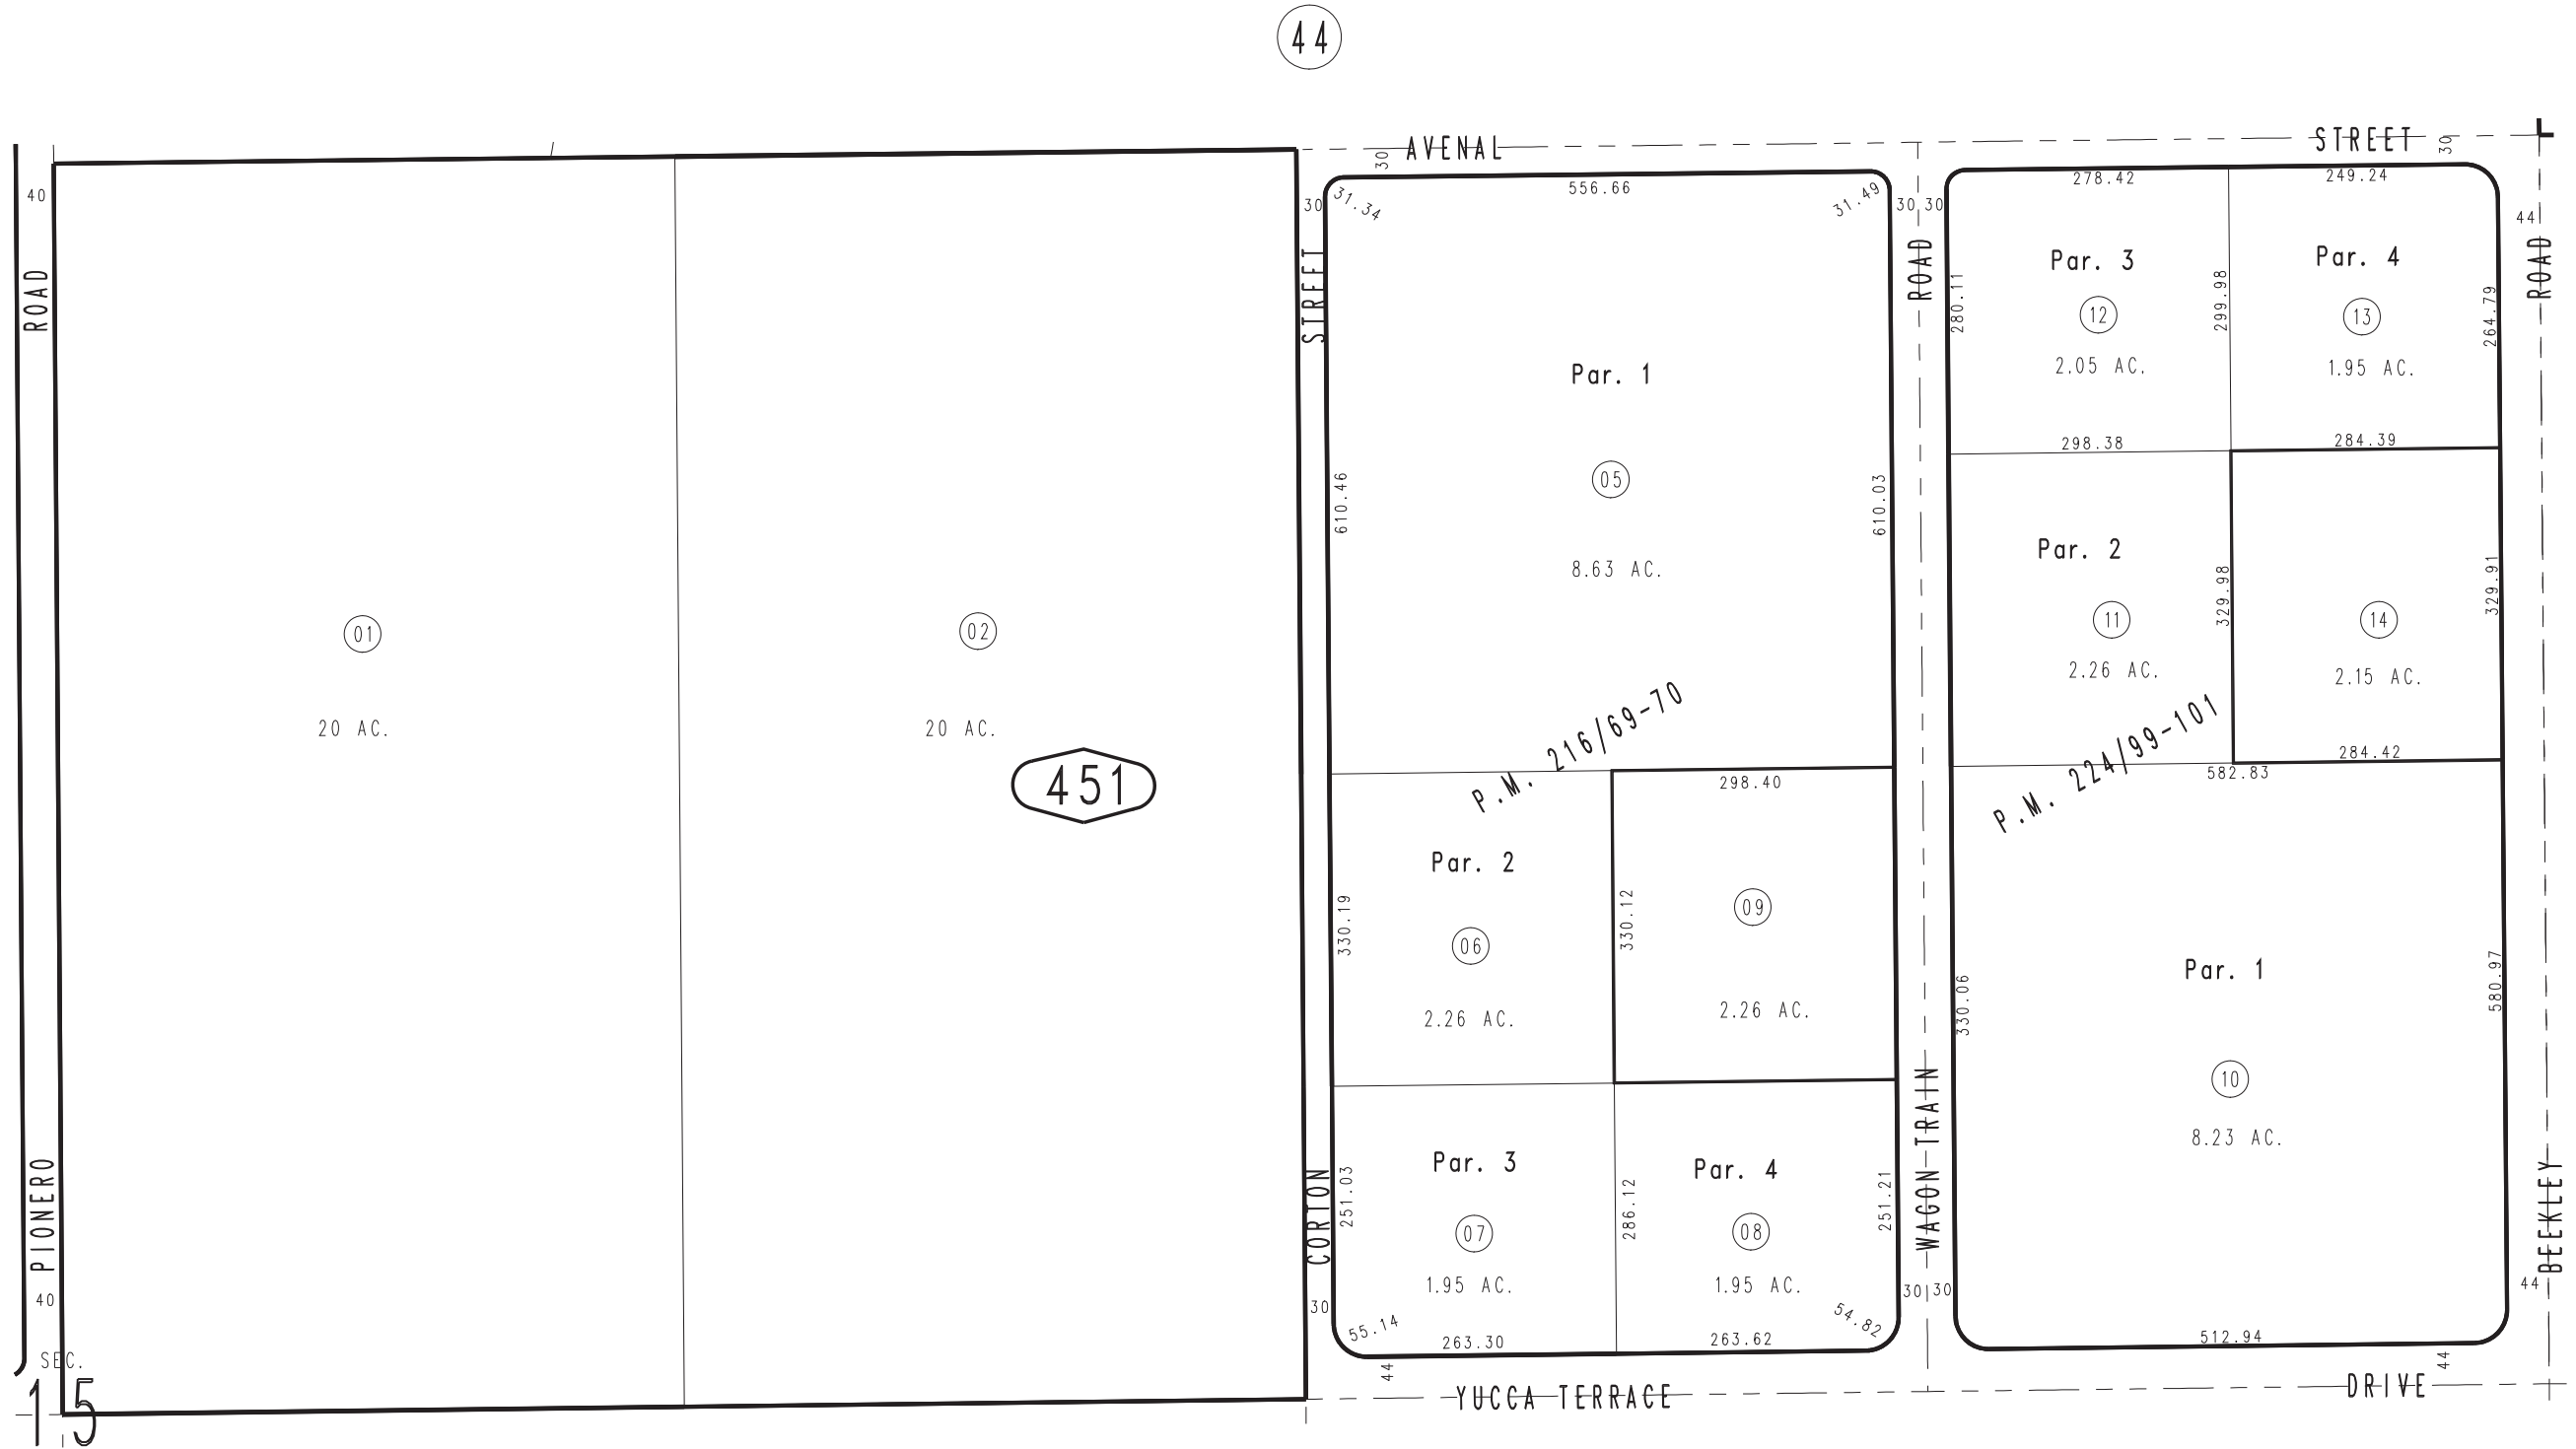 44
AVENAL STREET
30
30
40
ROAD
PIONERO
40
SEC.
15
01
20 AC.
02
20 AC.
451
30
STREET
CORTON
30
31.34
556.66
31.49
Par. 1
05
8.63 AC.
610.46
610.03
P.M. 216/69-70
298.40
Par. 2
06
2.26 AC.
330.19
330.12
09
2.26 AC.
Par. 3
07
1.95 AC.
251.03
286.12
Par. 4
08
1.95 AC.
251.21
55.14
263.30
263.62
54.82
30 30
ROAD
WAGON TRAIN
30 30
278.42
249.24
Par. 3
12
2.05 AC.
280.11
299.98
Par. 4
13
1.95 AC.
264.79
298.38
284.39
Par. 2
11
2.26 AC.
329.98
14
2.15 AC.
329.91
P.M. 224/99-101
284.42
582.83
Par. 1
10
8.23 AC.
330.06
580.97
512.94
44
ROAD
BEEKLEY
44
44
44
YUCCA TERRACE DRIVE